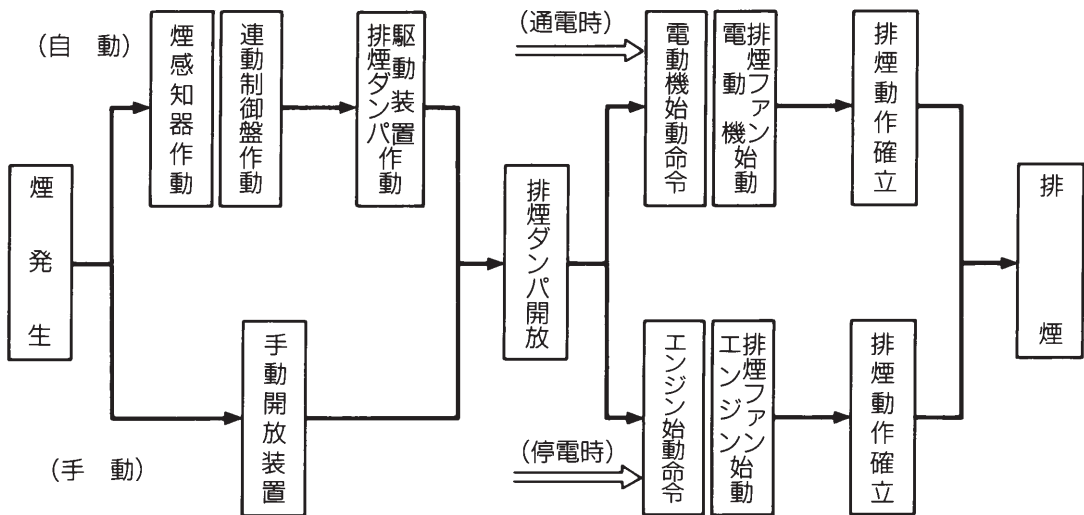 煙発生
(自　動)
煙感知器作動
連動制御盤作動
排煙ダンパ駆動装置作動
(手　動)
手動開放装置
排煙ダンパ開放
(通電時)
電動機始動命令
排煙ファン電動機始動
排煙動作確立
(停電時)
エンジン始動命令
排煙ファンエンジン始動
排煙動作確立
排煙